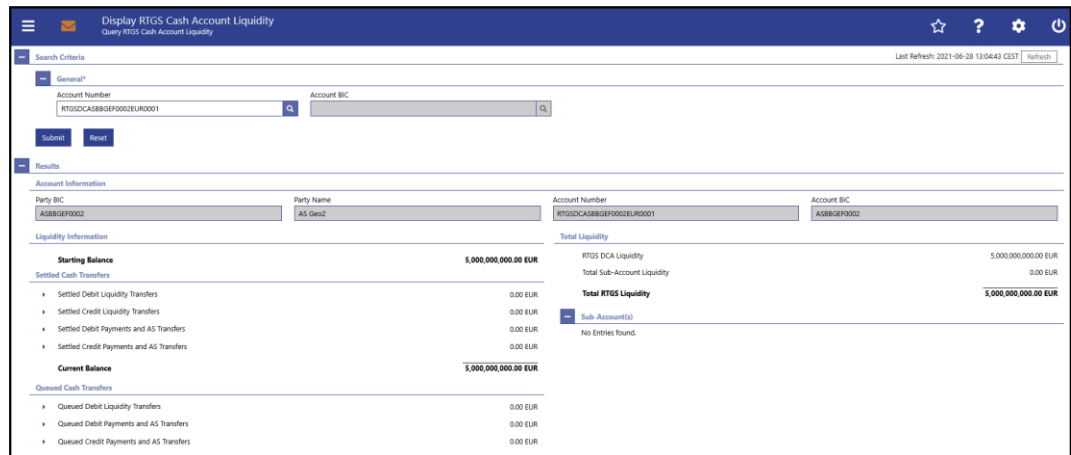 Display RTGS Cash Account Liquidity
Query RTGS Cash Account Liquidity
Search Criteria
Last Refresh: 2021-06-28 13:04:43 CEST Refresh
General*
Account Number Account BIC
RTGSDCASBBGEF0002EUR0001
Submit Reset
Results
Account Information
Party BIC Party Name Account Number Account BIC
ASBBGEF0002 AS Geo2 RTGSDCASBBGEF0002EUR0001 ASBBGEF0002
Liquidity Information
Starting Balance 5,000,000,000.00 EUR
Settled Cash Transfers
Settled Debit Liquidity Transfers 0.00 EUR
Settled Credit Liquidity Transfers 0.00 EUR
Settled Debit Payments and AS Transfers 0.00 EUR
Settled Credit Payments and AS Transfers 0.00 EUR
Current Balance 5,000,000,000.00 EUR
Queued Cash Transfers
Queued Debit Liquidity Transfers 0.00 EUR
Queued Debit Payments and AS Transfers 0.00 EUR
Queued Credit Payments and AS Transfers 0.00 EUR
Total Liquidity
RTGS DCA Liquidity 5,000,000,000.00 EUR
Total Sub-Account Liquidity 0.00 EUR
Total RTGS Liquidity 5,000,000,000.00 EUR
Sub-Account(s)
No Entries found.